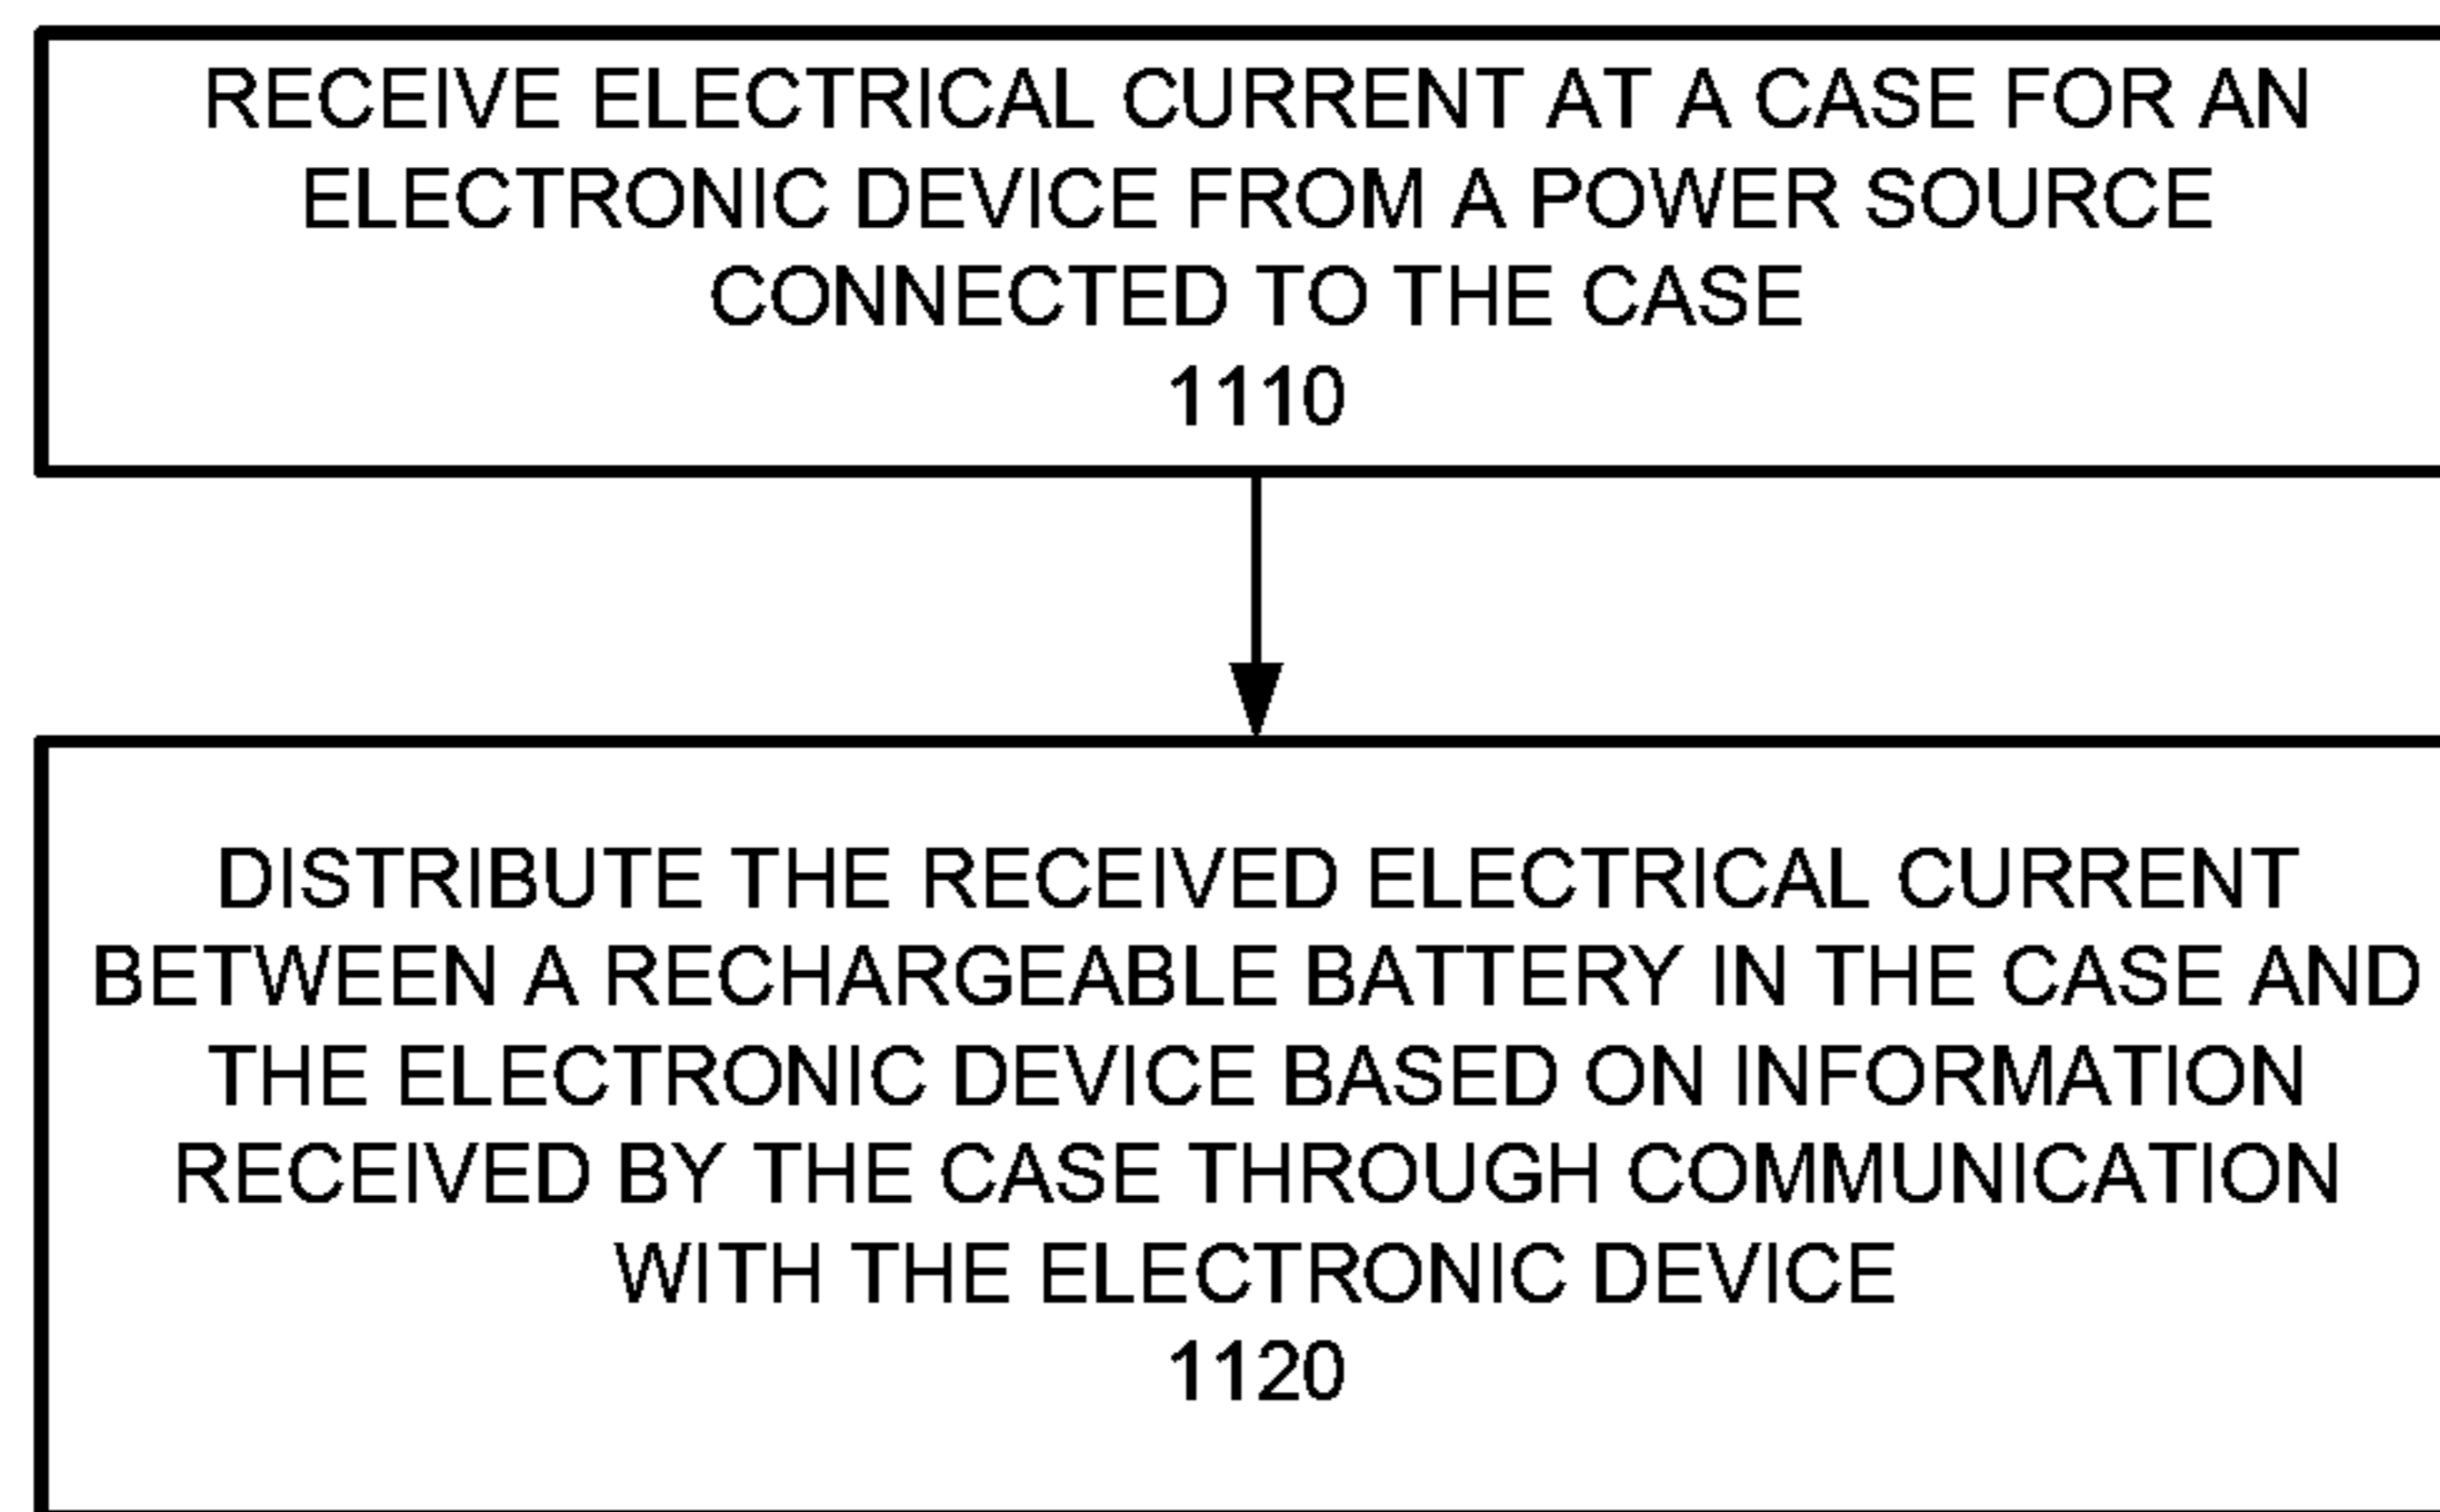 RECEIVE ELECTRICAL CURRENT AT A CASE FOR AN
ELECTRONIC DEVICE FROM A POWER SOURCE
CONNECTED TO THE CASE
1110
DISTRIBUTE THE RECEIVED ELECTRICAL CURRENT
BETWEEN A RECHARGEABLE BATTERY IN THE CASE AND
THE ELECTRONIC DEVICE BASED ON INFORMATION
RECEIVED BY THE CASE THROUGH COMMUNICATION
WITH THE ELECTRONIC DEVICE
1120